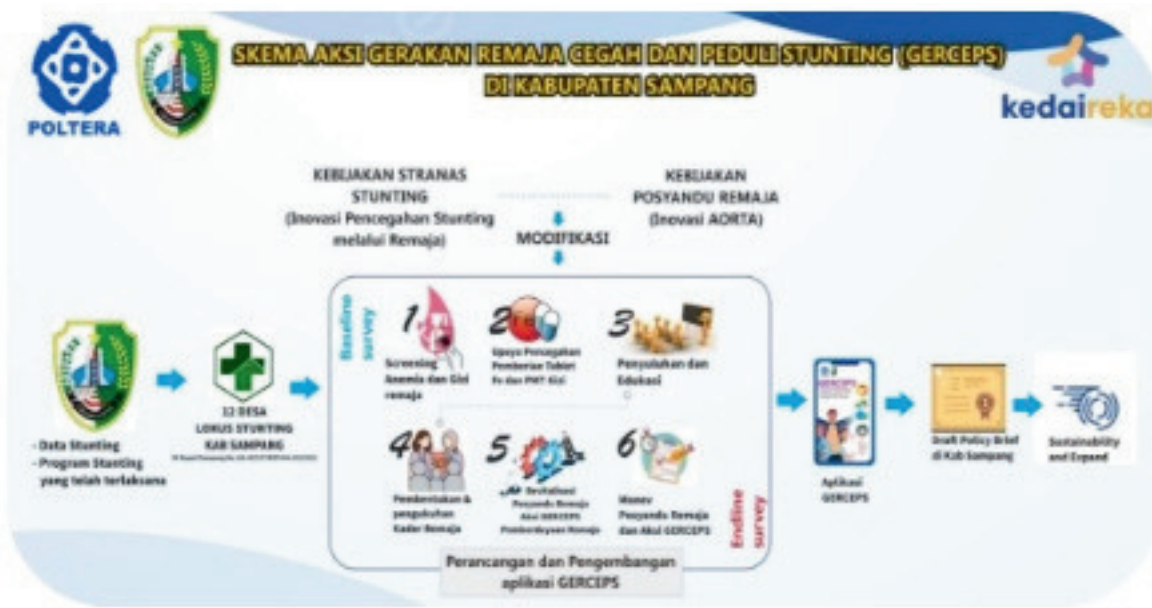 SKEMA AKSI GERAKAN REMAJA CEGAH DAN PEDULI STUNTING (GERCEPS)
DI KABUPATEN SAMPANG
POLTERA
kedaireka
KEBIJAKAN STRANAS
STUNTING
(Inovasi Pencegahan Stunting
melalui Remaja)
KEBIJAKAN
POSYANDU REMAJA
(Inovasi AORTA)
MODIFIKASI
- Data Stunting
- Program Stunting
yang telah terlaksana
12 DESA
LOKUS STUNTING
KAB SAMPANG
Baseline
survey
1
Screening
Anemia dan Gizi
remaja
2
Upaya Pencegahan
Pemberian Tablet
Fe dan PMT Gizi
3
Penyuluhan dan
Edukasi
4
Pembentukan &
pengukuhan
Kader Remaja
5
Revitalisasi
Posyandu Remaja
Aksi GERCEPS
Pemberdayaan Remaja
6
Monev
Posyandu Remaja
dan Aksi GERCEPS
Endline
survey
Perancangan dan Pengembangan
aplikasi GERCEPS
GERCEPS
Aplikasi
GERCEPS
Draft Policy Brief
di Kab Sampang
Sustainability
and Expand